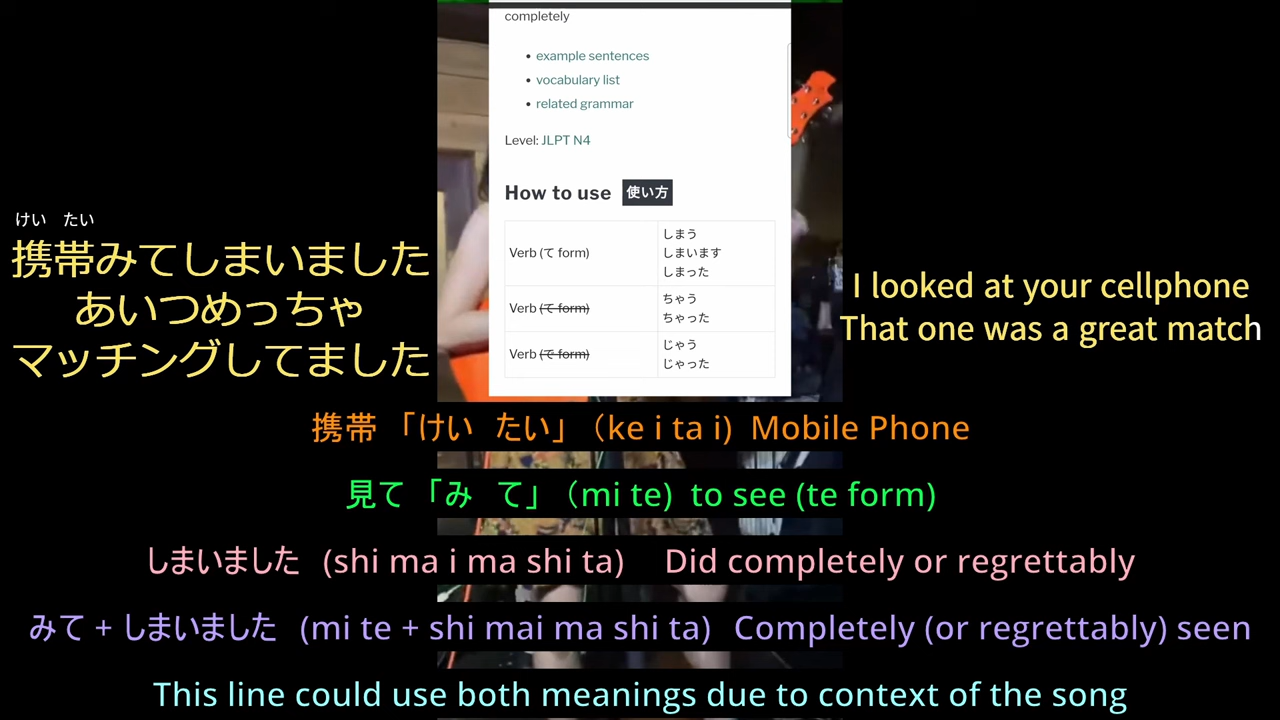 completely
• example sentences
• vocabulary list
• related grammar
Level: JLPT N4
How to use 使い方
Verb (て form)
しまう
しまいます
しまった
Verb (て form)
ちゃう
ちゃった
Verb (で form)
じゃう
じゃった
けい たい
携帯みてしまいました
あいつめっちゃ
マッチングしてました
I looked at your cellphone
That one was a great match
携帯「けい たい」(ke i ta i) Mobile Phone
見て「み て」(mi te) to see (te form)
しまいました (shi ma i ma shi ta) Did completely or regrettably
みて + しまいました (mi te + shi mai ma shi ta) Completely (or regrettably) seen
This line could use both meanings due to context of the song